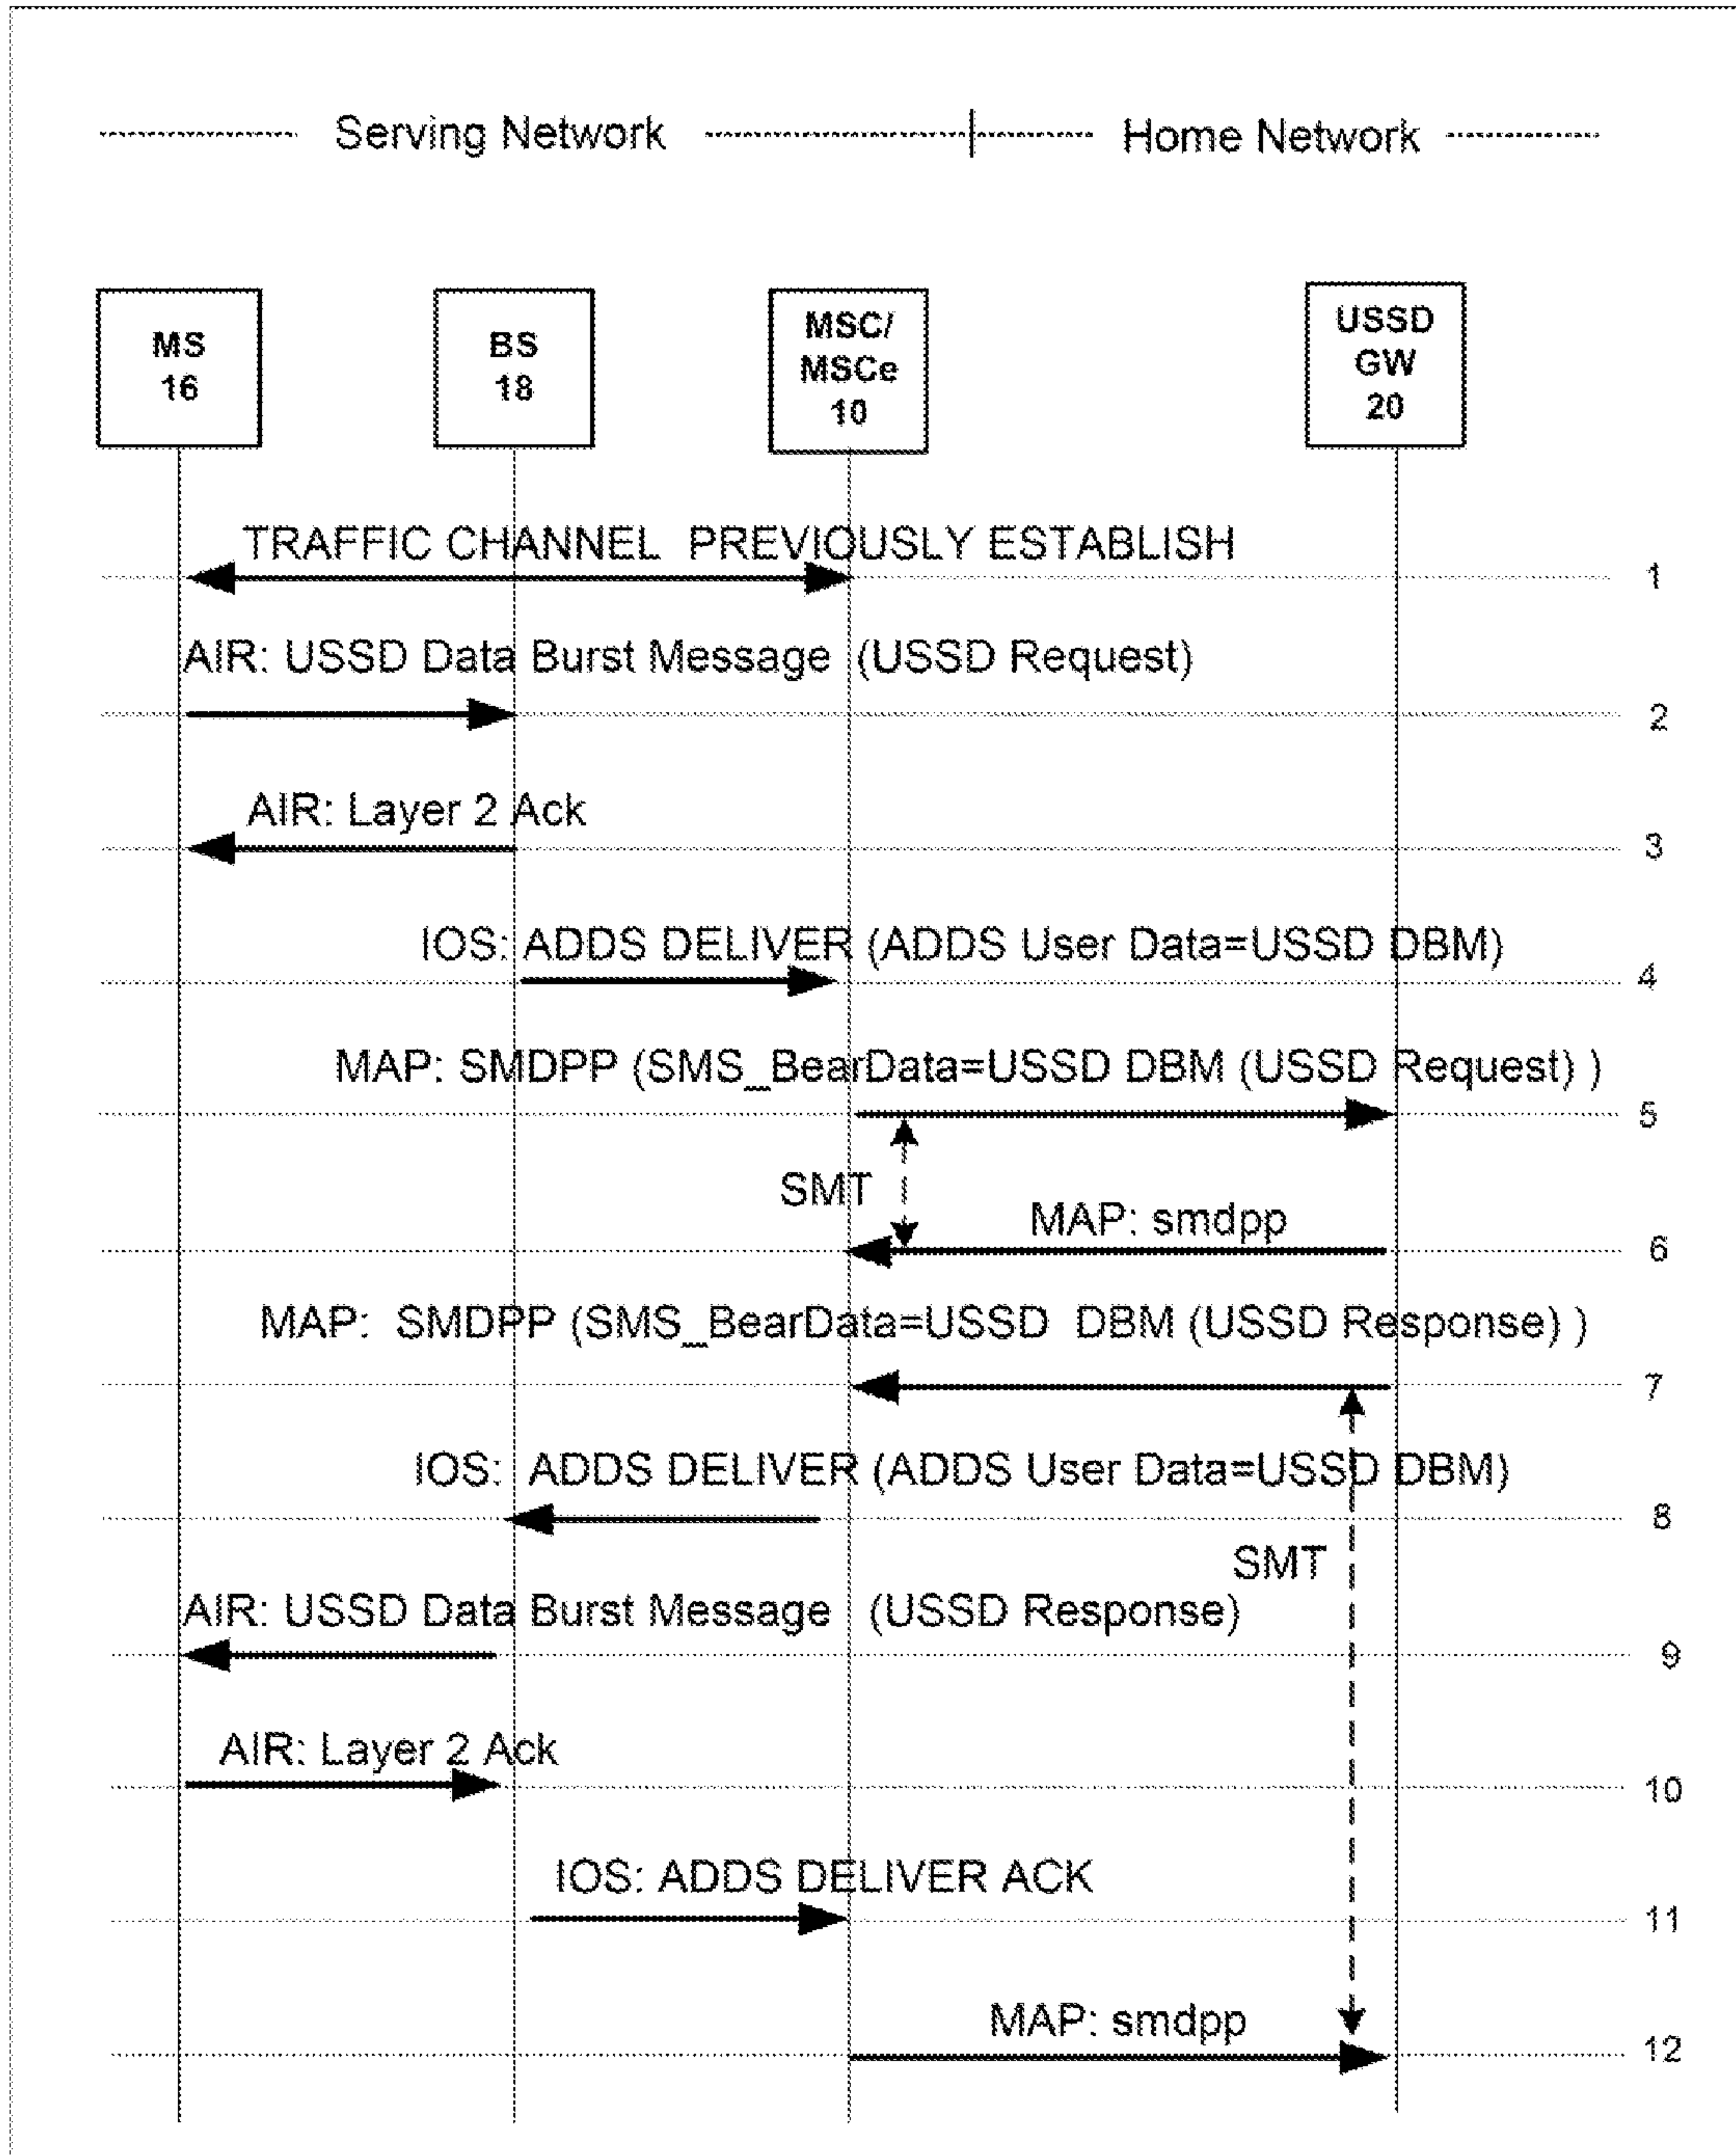 Serving Network
Home Network
MS
16
BS
18
MSC/
MSCe
10
USSD
GW
20
TRAFFIC CHANNEL PREVIOUSLY ESTABLISH
1
AIR: USSD Data Burst Message (USSD Request)
2
AIR: Layer 2 Ack
3
IOS: ADDS DELIVER (ADDS User Data=USSD DBM)
4
MAP: SMDPP (SMS_BearData=USSD DBM (USSD Request) )
5
SMT
MAP: smdpp
6
MAP: SMDPP (SMS_BearData=USSD DBM (USSD Response) )
7
IOS: ADDS DELIVER (ADDS User Data=USSD DBM)
8
SMT
AIR: USSD Data Burst Message (USSD Response)
9
AIR: Layer 2 Ack
10
IOS: ADDS DELIVER ACK
11
MAP: smdpp
12